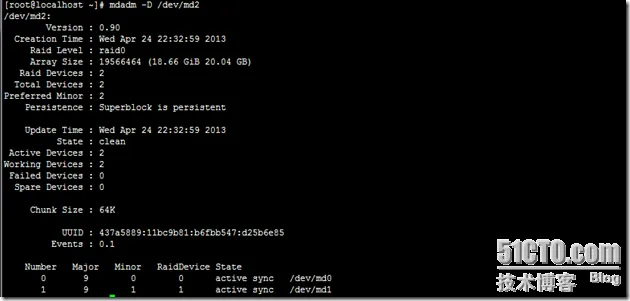 [root@localhost ~]# mdadm -D /dev/md2
/dev/md2:
Version : 0.90
Creation Time : Wed Apr 24 22:32:59 2013
Raid Level : raid0
Array Size : 19566464 (18.66 GiB 20.04 GB)
Raid Devices : 2
Total Devices : 2
Preferred Minor : 2
Persistence : Superblock is persistent
Update Time : Wed Apr 24 22:32:59 2013
State : clean
Active Devices : 2
Working Devices : 2
Failed Devices : 0
Spare Devices : 0
Chunk Size : 64K
UUID : 437a5889:11bc9b81:b6fbb547:d25b6e85
Events : 0.1
Number Major Minor RaidDevice State
0 9 0 0 active sync /dev/md0
1 9 1 1 active sync /dev/md1
51CTO.com
技术博客 Blog